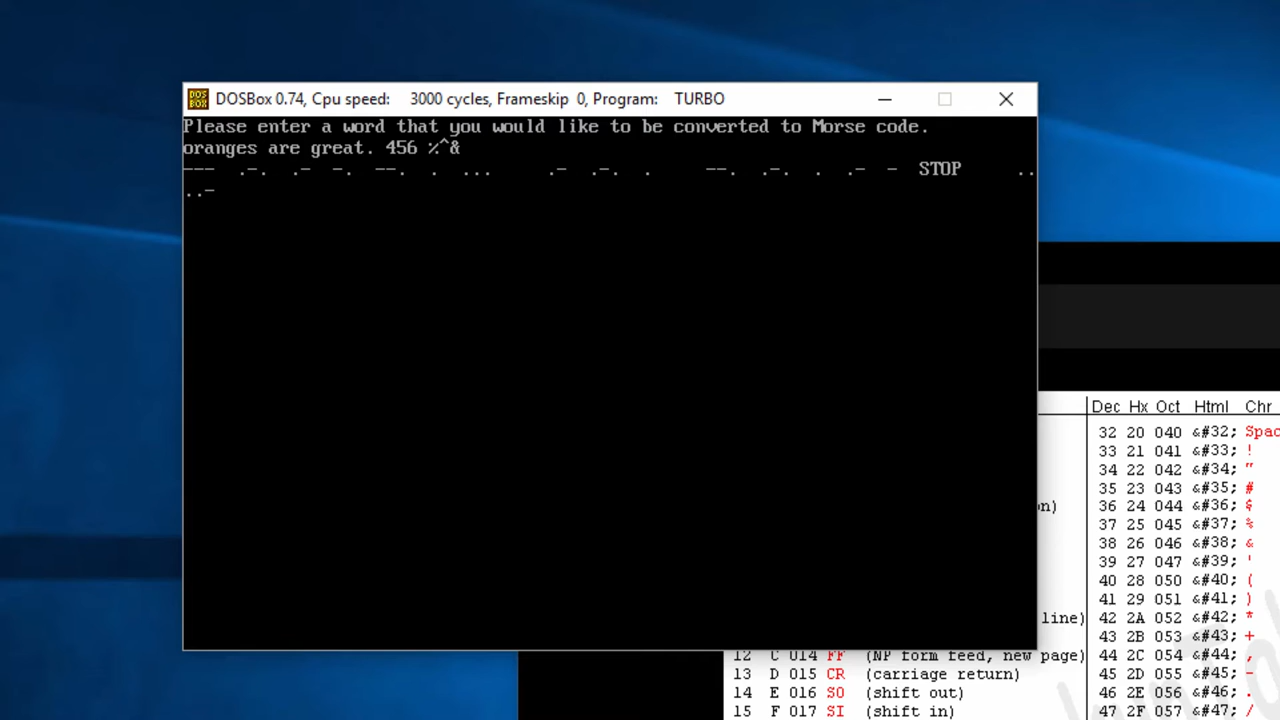 DOSBox 0.74, Cpu speed: 3000 cycles, Frameskip 0, Program: TURBO
Please enter a word that you would like to be converted to Morse code.
oranges are great. 456 %^&
--- .-. .- -. --. . ... .- .-. . --. .-. . .- - STOP ..
..-
Dec Hx Oct Html Chr
32 20 040 &#32; Spac
33 21 041 &#33; !
34 22 042 &#34; "
35 23 043 &#35; #
on) 36 24 044 &#36; $
37 25 045 &#37; %
38 26 046 &#38; &
39 27 047 &#39; '
40 28 050 &#40; (
41 29 051 &#41; )
line) 42 2A 052 &#42; *
43 2B 053 &#43; +
12 C 014 FF (NP form feed, new page) 44 2C 054 &#44; ,
13 D 015 CR (carriage return) 45 2D 055 &#45; -
14 E 016 SO (shift out) 46 2E 056 &#46; .
15 F 017 SI (shift in) 47 2F 057 &#47; /